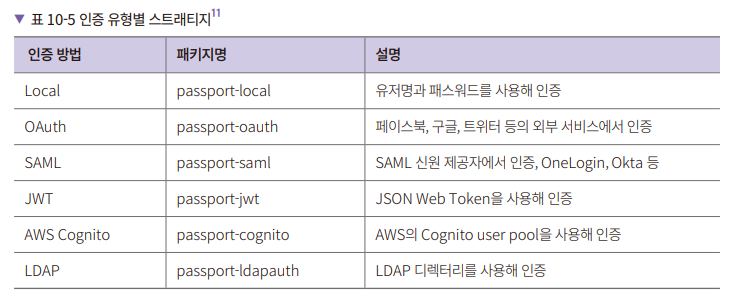 ▼ 표 10-5 인증 유형별 스트래티지11
인증 방법 패키지명 설명
Local passport-local 유저명과 패스워드를 사용해 인증
OAuth passport-oauth 페이스북, 구글, 트위터 등의 외부 서비스에서 인증
SAML passport-saml SAML 신원 제공자에서 인증, OneLogin, Okta 등
JWT passport-jwt JSON Web Token을 사용해 인증
AWS Cognito passport-cognito AWS의 Cognito user pool을 사용해 인증
LDAP passport-ldapauth LDAP 디렉터리를 사용해 인증